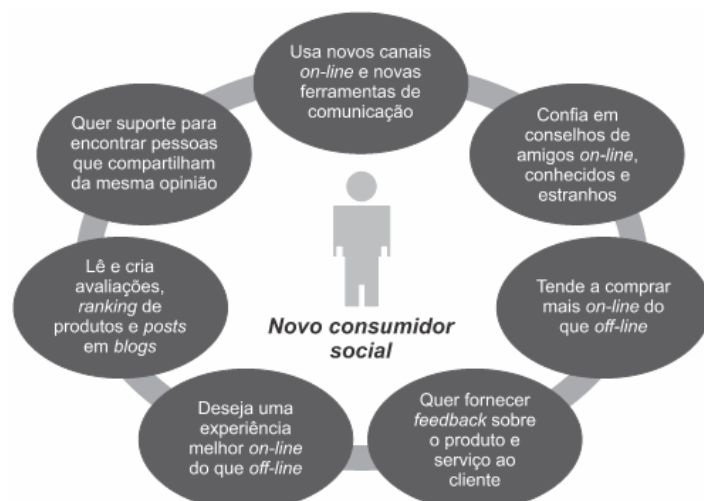 Usa novos canais
on-line e novas
ferramentas de
comunicação
Confia em
conselhos de
amigos on-line,
conhecidos e
estranhos
Tende a comprar
mais on-line do
que off-line
Quer fornecer
feedback sobre
o produto e
serviço ao
cliente
Deseja uma
experiência
melhor on-line
do que off-line
Lê e cria
avaliações,
ranking de
produtos e posts
em blogs
Quer suporte para
encontrar pessoas
que compartilham
da mesma opinião
Novo consumidor
social